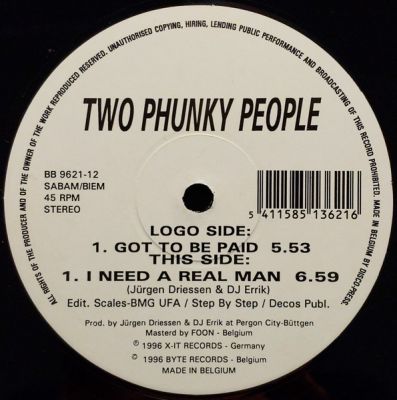 ALL RIGHTS OF THE PRODUCER AND OF THE OWNER OF THE WORK REPRODUCED RESERVED. UNAUTHORISED COPYING, HIRING, LENDING PUBLIC PERFORMANCE AND BROADCASTING OF THIS RECORD PROHIBITED. MADE IN BELGIUM BY DISCO-PRESS.
TWO PHUNKY PEOPLE
BB 9621-12
SABAM/BIEM
45 RPM
STEREO
5 411585 136216
LOGO SIDE:
1. GOT TO BE PAID 5.53
THIS SIDE:
1. I NEED A REAL MAN 6.59
(Jürgen Driessen & DJ Errik)
Edit. Scales-BMG UFA / Step By Step / Decos Publ.
Prod. by Jürgen Driessen & DJ Errik at Pergon City-Büttgen
Masterd by FOON - Belgium
℗ 1996 X-IT RECORDS - Germany
© 1996 BYTE RECORDS - Belgium
MADE IN BELGIUM